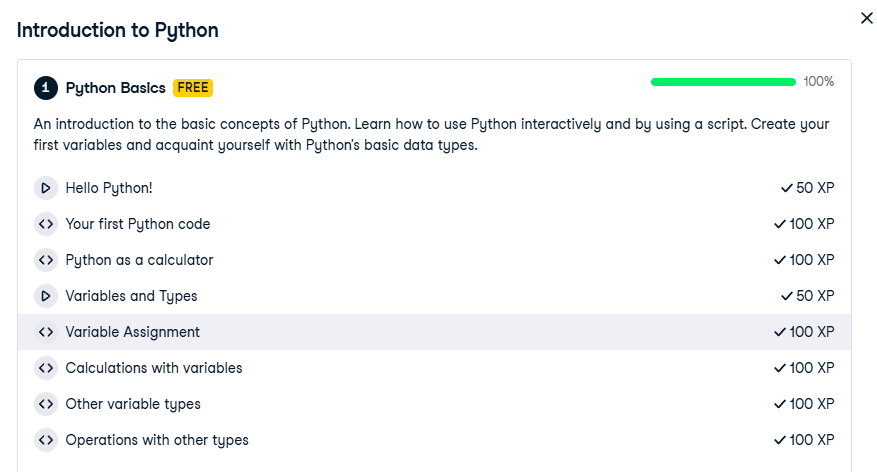 Introduction to Python
1 Python Basics FREE 100%
An introduction to the basic concepts of Python. Learn how to use Python interactively and by using a script. Create your
first variables and acquaint yourself with Python's basic data types.
Hello Python! 50 XP
Your first Python code 100 XP
Python as a calculator 100 XP
Variables and Types 50 XP
Variable Assignment 100 XP
Calculations with variables 100 XP
Other variable types 100 XP
Operations with other types 100 XP